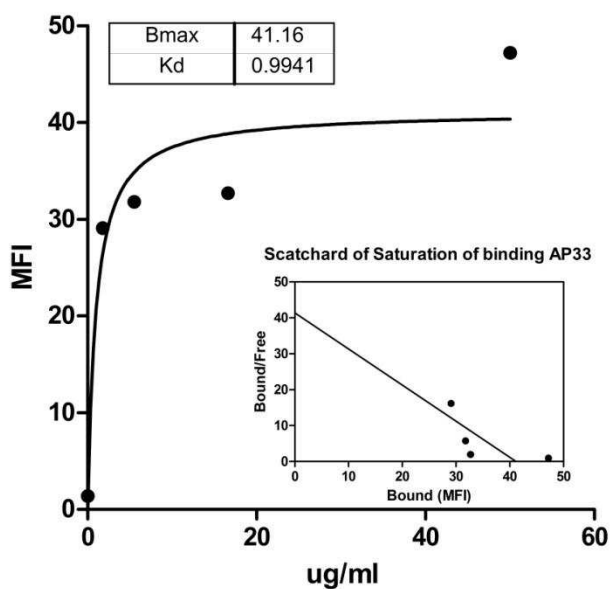 50
Bmax 41.16
Kd 0.9941
40
30
MFI
20
10
0
0 20 40 60
ug/ml
Scatchard of Saturation of binding AP33
50
40
30
20
10
0
Bound/Free
0 10 20 30 40 50
Bound (MFI)